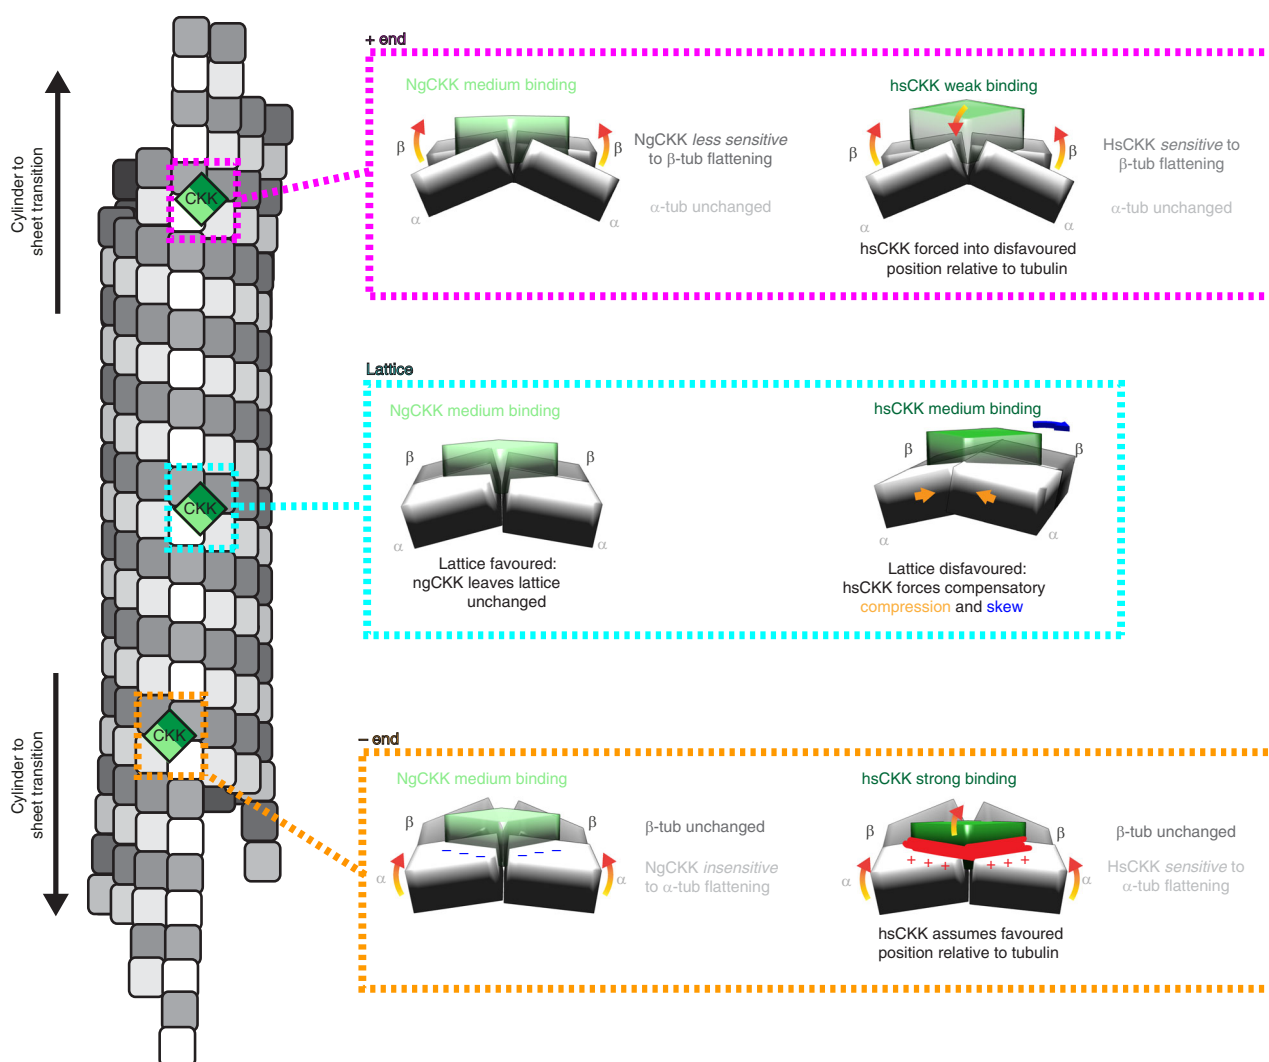 + end
NgCKK medium binding
hsCKK weak binding
β
β
NgCKK less sensitive
to β-tub flattening
α-tub unchanged
α
α
β
β
HsCKK sensitive to
β-tub flattening
α-tub unchanged
α
α
hsCKK forced into disfavoured
position relative to tubulin
Cylinder to
sheet transition
CKK
Lattice
NgCKK medium binding
hsCKK medium binding
β
β
α
α
Lattice favoured:
ngCKK leaves lattice
unchanged
β
β
α
α
Lattice disfavoured:
hsCKK forces compensatory
compression and skew
CKK
Cylinder to
sheet transition
CKK
– end
NgCKK medium binding
hsCKK strong binding
β
β
– – – – – –
α
α
β-tub unchanged
NgCKK insensitive
to α-tub flattening
β
β
+ + + + + + + +
α
α
β-tub unchanged
HsCKK sensitive to
α-tub flattening
hsCKK assumes favoured
position relative to tubulin